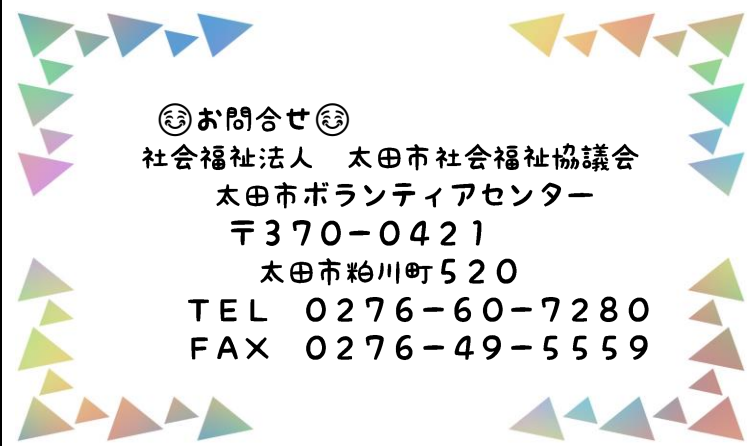 😊お問合せ😊
社会福祉法人　太田市社会福祉協議会
太田市ボランティアセンター
〒３７０－０４２１
太田市粕川町５２０
ＴＥＬ　０２７６－６０－７２８０
ＦＡＸ　０２７６－４９－５５５９